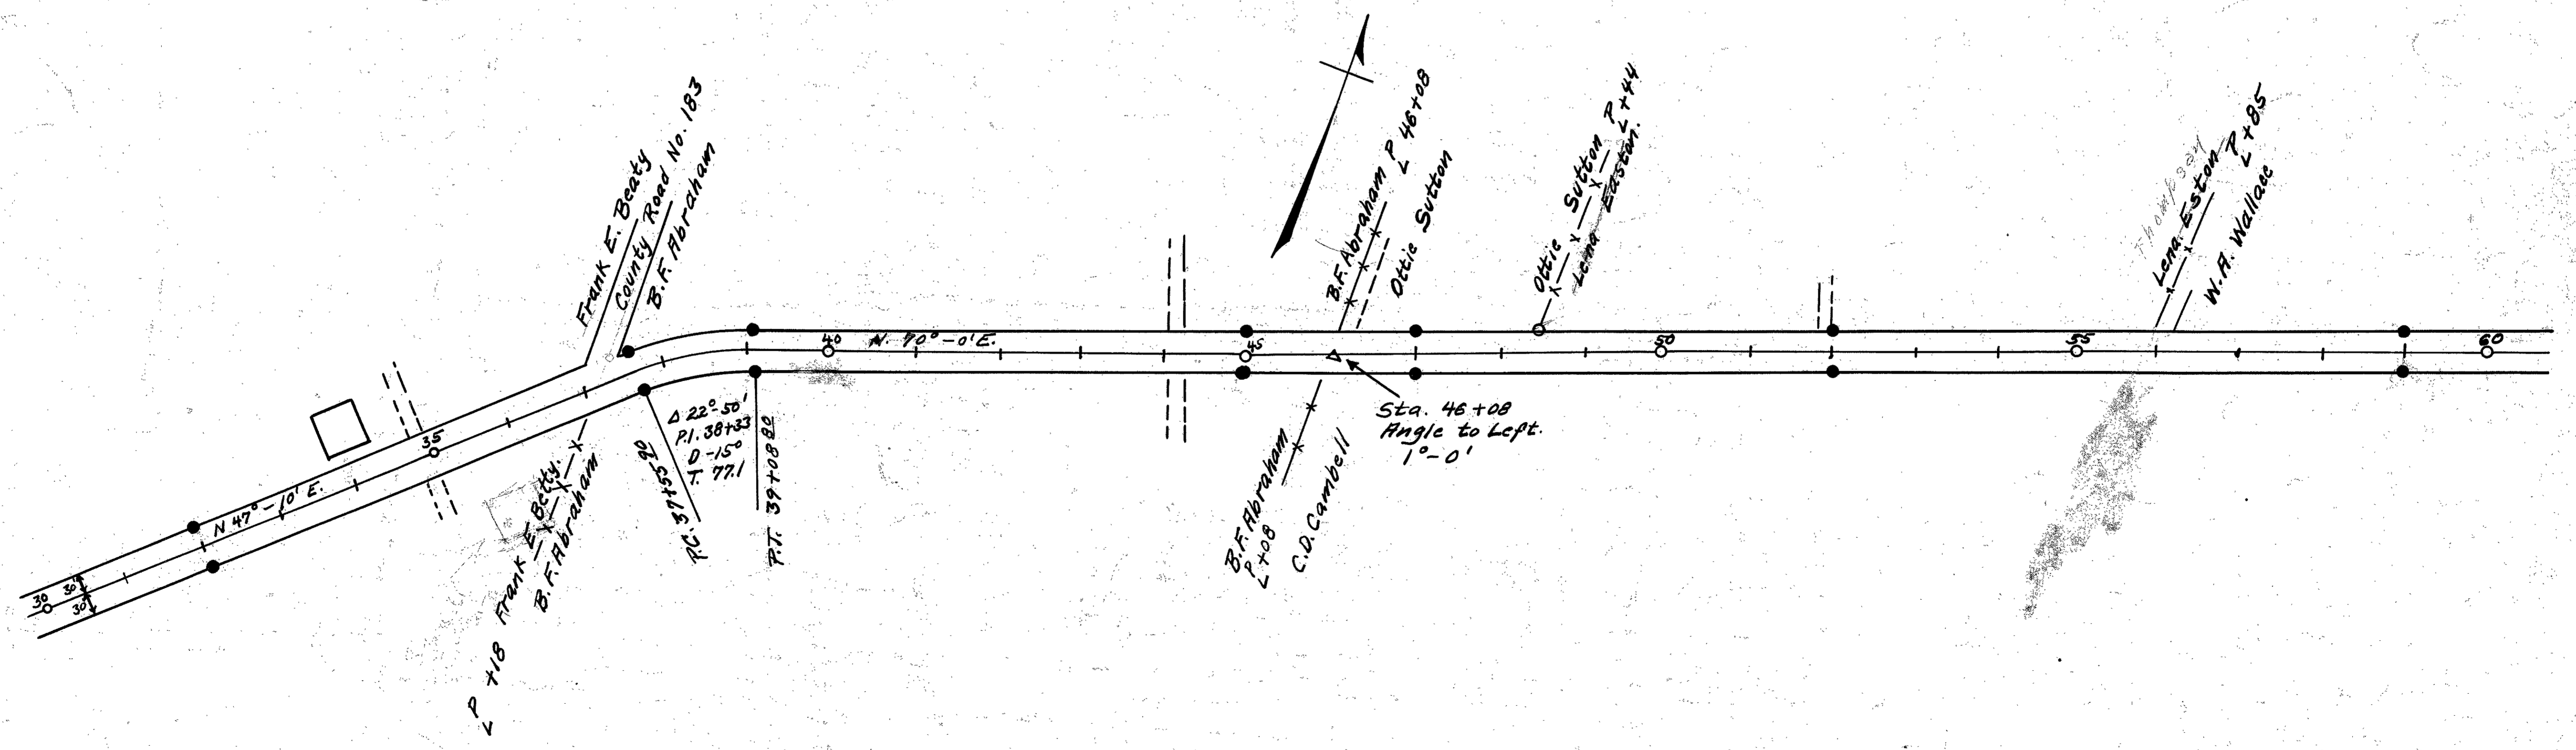 Frank E. Beaty
County Road No. 183
B.F. Abraham
B.F. Abraham P L 46+08
Ottie Sutton
Ottie Sutton P L +44
Lena Easton.
Thompson
Lena Eston P L +85
W.A. Wallace
30
30'
30'
N 47°-10' E.
35
40
N. 70°-0' E.
45
50
55
60
P L +18 Frank E Betty.
B.F. Abraham
P.C. 37+55.90
Δ 22°-50'
P.I. 38+33
D-15°
T. 77.1
P.T. 39+08.80
B.F. Abraham
P L +08
C.D. Cambell
Sta. 46+08
Angle to Left.
1°-0'